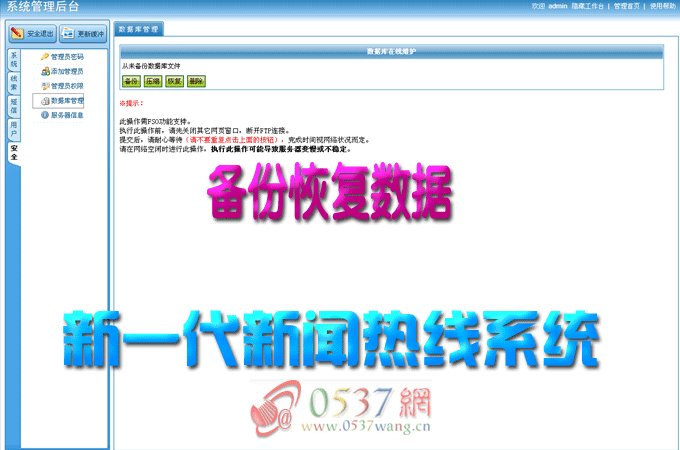 系统管理后台
欢迎 admin 隐藏工作台 | 管理首页 | 使用帮助
安全退出 更新缓冲
数据库管理
系统
线索
短信
用户
安全
管理员密码
添加管理员
管理员权限
数据库管理
服务器信息
数据库在线维护
从未备份数据库文件
备份 压缩 恢复 删除
※提示：
此操作需FSO功能支持。
执行此操作前，请先关闭其它网页窗口，断开FTP连接。
提交后，请耐心等待（请不要重复点击上面的按钮），完成时间视网络状况而定。
请在网络空闲时进行此操作，执行此操作可能导致服务器变慢或不稳定。
备份恢复数据
新一代新闻热线系统
@ 0537網
www.0537wang.cn